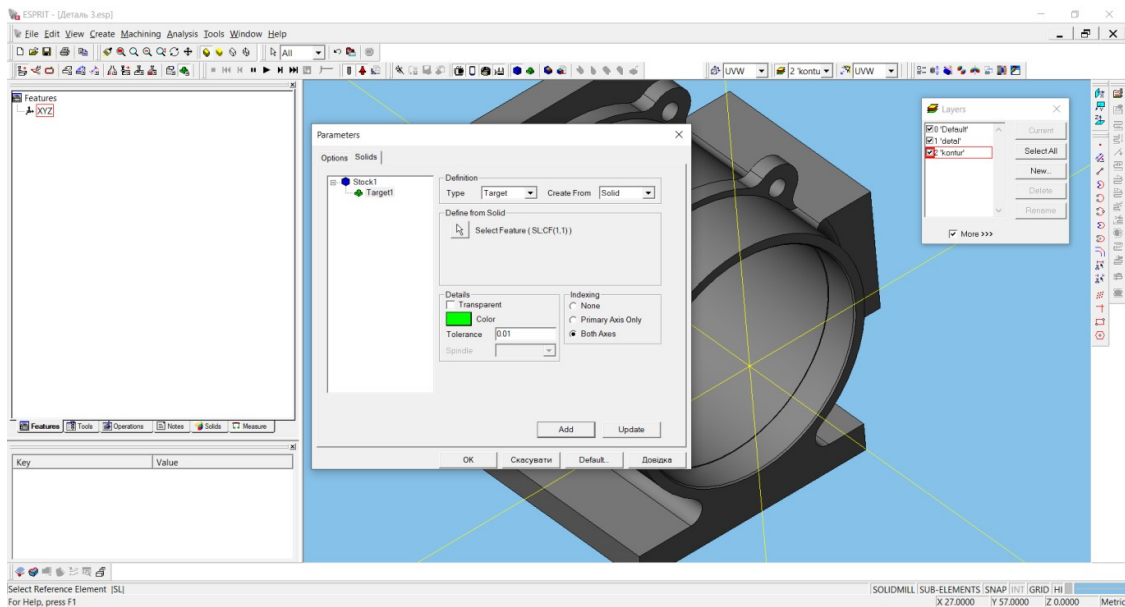 ESPRIT - [Деталь 3.esp]
File Edit View Create Machining Analysis Tools Window Help
All
UVW
2 'kontu
UVW
Features
XYZ
Layers
0 'Default'
1 'detal'
2 'kontur'
Current
Select All
New...
Delete
Rename
More >>>
Parameters
Options Solids
Stock1
Target1
Definition
Type Target Create From Solid
Define from Solid
Select Feature ( SL;CF(1,1) )
Details
Transparent
Color
Tolerance 0.01
Spindle
Indexing
None
Primary Axis Only
Both Axes
Add Update
OK Скасувати Default.. Довідка
Features Tools Operations Notes Solids Measure
Key Value
Select Reference Element |SL|
SOLIDMILL SUB-ELEMENTS SNAP INT GRID HI
For Help, press F1
X 27.0000 Y 57.0000 Z 0.0000 Metric